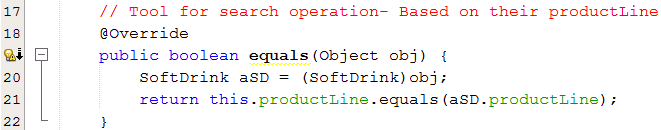 17 // Tool for search operation- Based on their productLine
18 @Override
public boolean equals(Object obj) {
20 SoftDrink aSD = (SoftDrink)obj;
21 return this.productLine.equals(aSD.productLine);
22 }